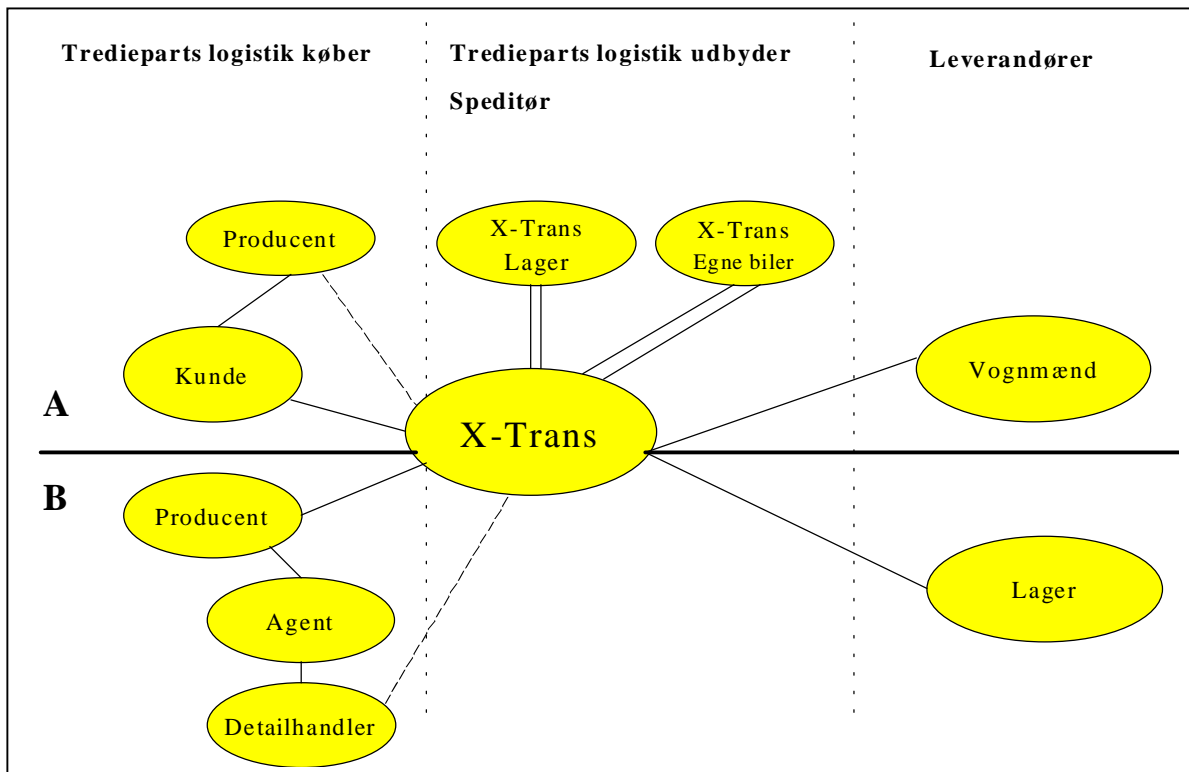 Tredieparts logistik køber
Tredieparts logistik udbyder
Speditør
Leverandører
Producent
X-Trans
Lager
X-Trans
Egne biler
Kunde
Vognmænd
A
X-Trans
B
Producent
Agent
Lager
Detailhandler